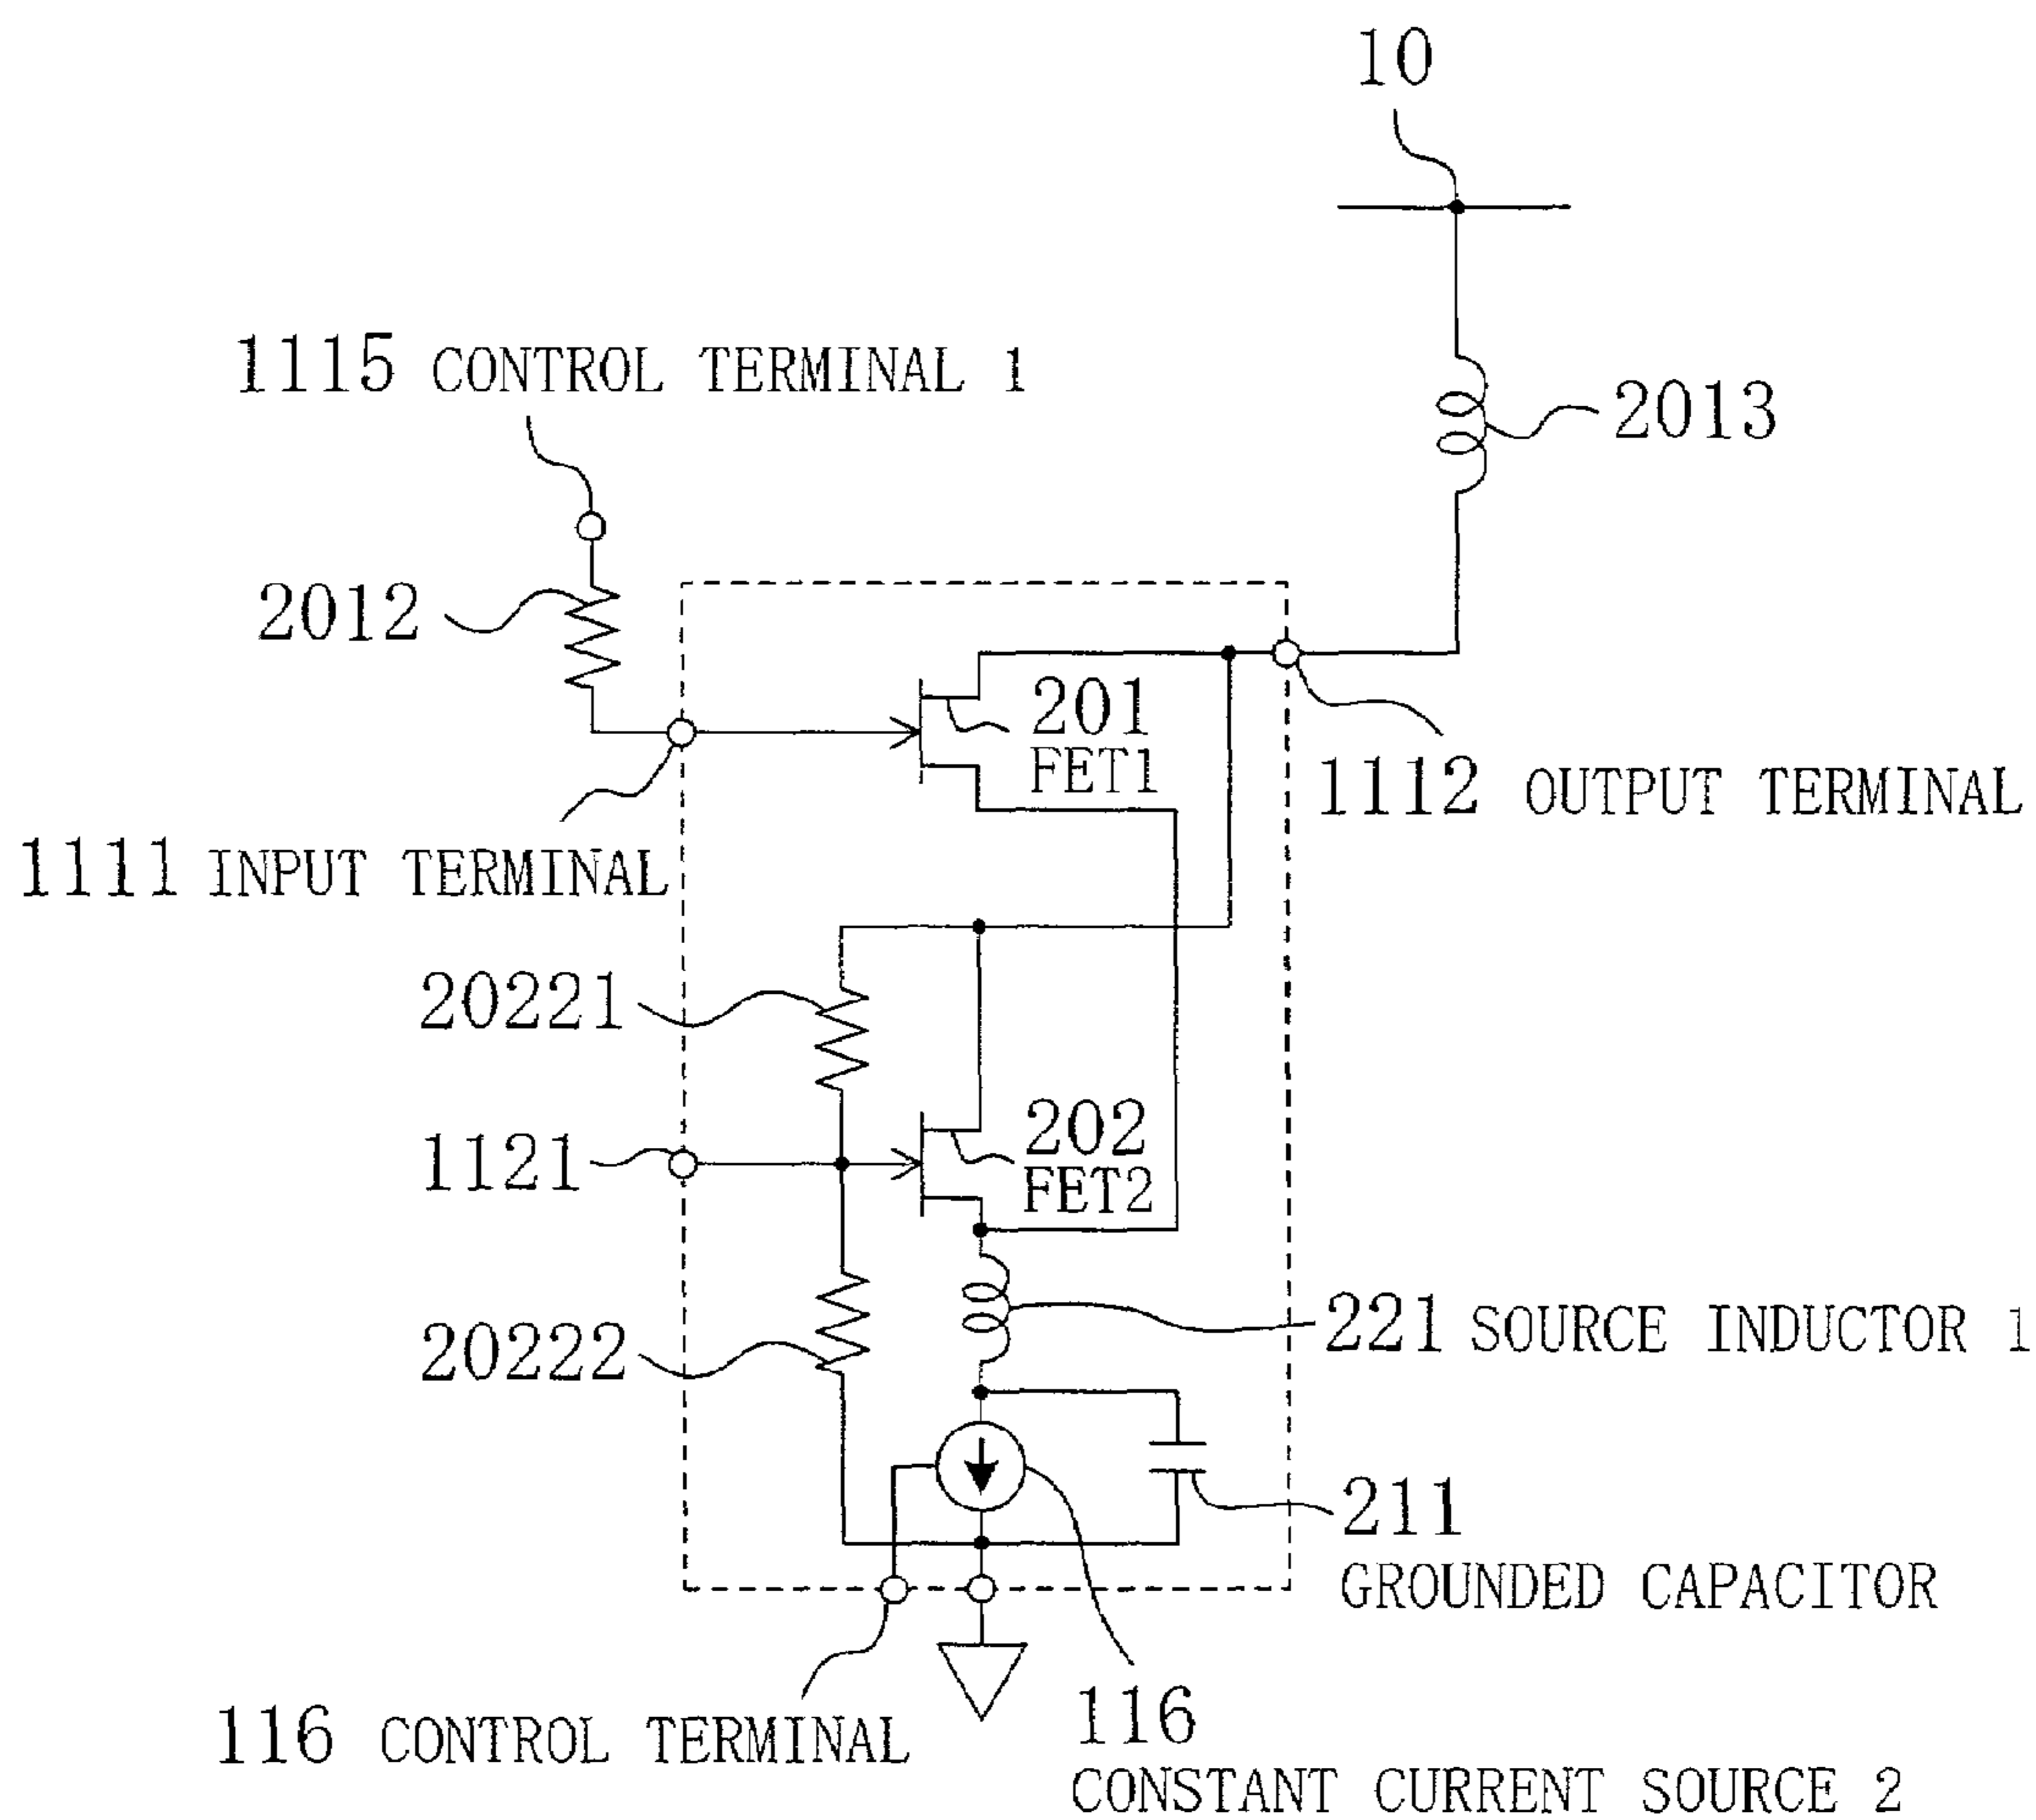 10
1115 CONTROL TERMINAL 1
2013
2012
201
FET1
1112 OUTPUT TERMINAL
1111 INPUT TERMINAL
20221
202
FET2
1121
221 SOURCE INDUCTOR 1
20222
211
GROUNDED CAPACITOR
116 CONTROL TERMINAL
116
CONSTANT CURRENT SOURCE 2